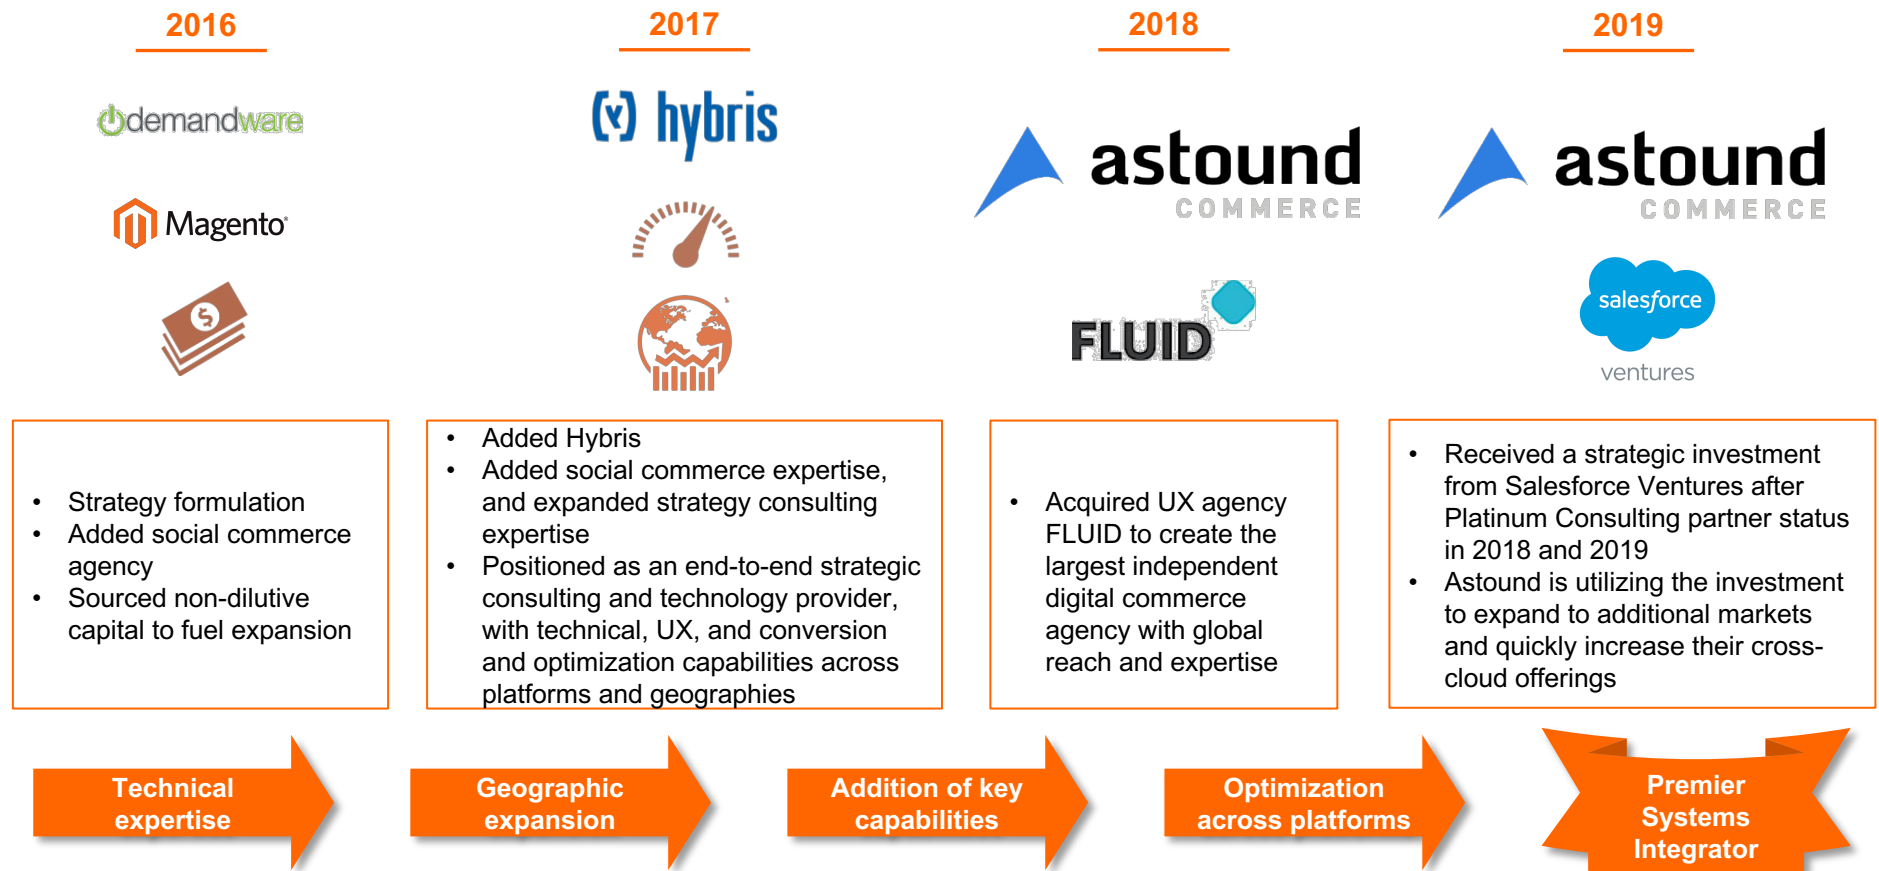 2016
2017
2018
2019
demandware
Magento®
hybris
astound
COMMERCE
FLUID
astound
COMMERCE
salesforce
ventures
• Strategy formulation
• Added social commerce
agency
• Sourced non-dilutive
capital to fuel expansion
• Added Hybris
• Added social commerce expertise,
and expanded strategy consulting
expertise
• Positioned as an end-to-end strategic
consulting and technology provider,
with technical, UX, and conversion
and optimization capabilities across
platforms and geographies
• Acquired UX agency
FLUID to create the
largest independent
digital commerce
agency with global
reach and expertise
• Received a strategic investment
from Salesforce Ventures after
Platinum Consulting partner status
in 2018 and 2019
• Astound is utilizing the investment
to expand to additional markets
and quickly increase their cross-
cloud offerings
Technical
expertise
Geographic
expansion
Addition of key
capabilities
Optimization
across platforms
Premier
Systems
Integrator